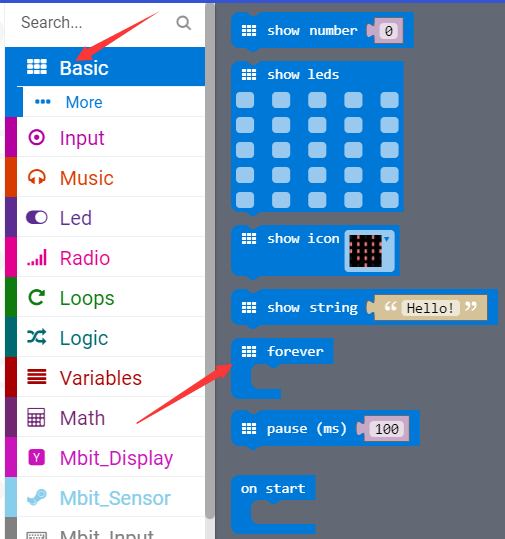 Search...
Basic
More
Input
Music
Led
Radio
Loops
Logic
Variables
Math
Mbit_Display
Mbit_Sensor
Mbit_Input
show number 0
show leds
show icon
show string “ Hello! ”
forever
pause (ms) 100
on start